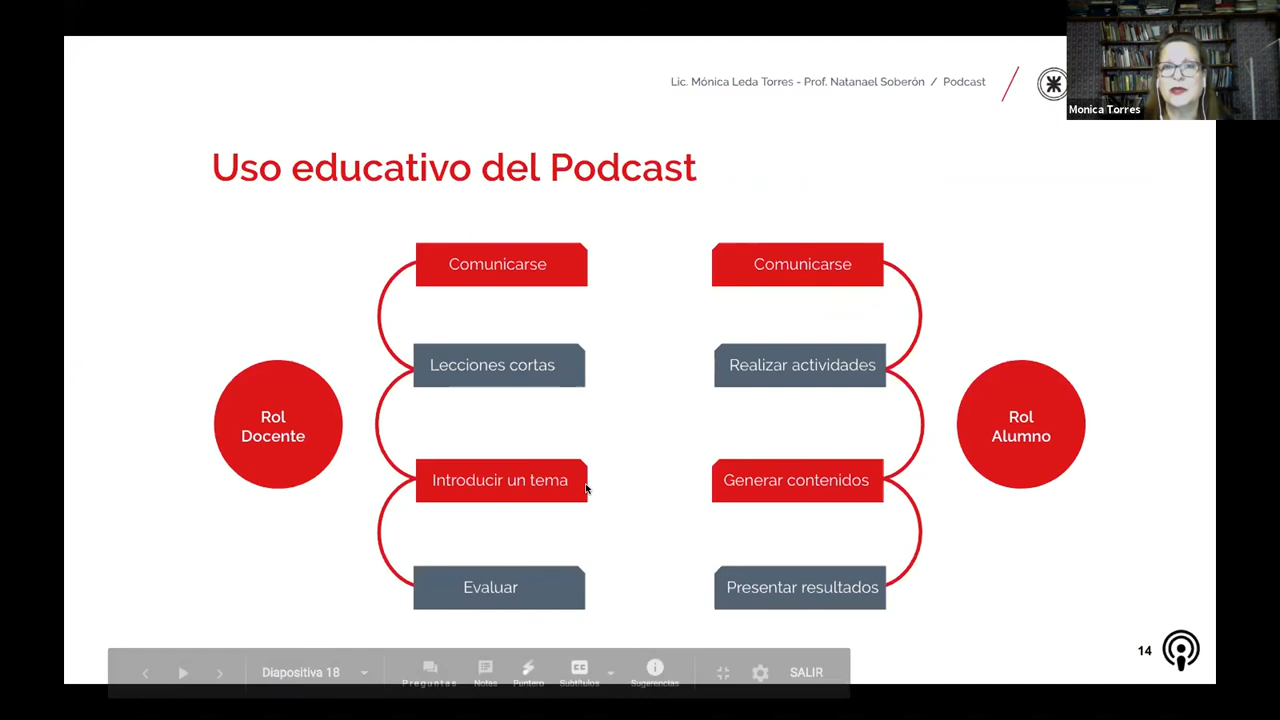 Lic. Mónica Leda Torres - Prof. Natanael Soberón / Podcast
Monica Torres
Uso educativo del Podcast
Comunicarse
Comunicarse
Lecciones cortas
Realizar actividades
Rol
Docente
Rol
Alumno
Introducir un tema
Generar contenidos
Evaluar
Presentar resultados
14
Diapositiva 18
Preguntas
Notas
Puntero
CC
Subtítulos
Sugerencias
SALIR